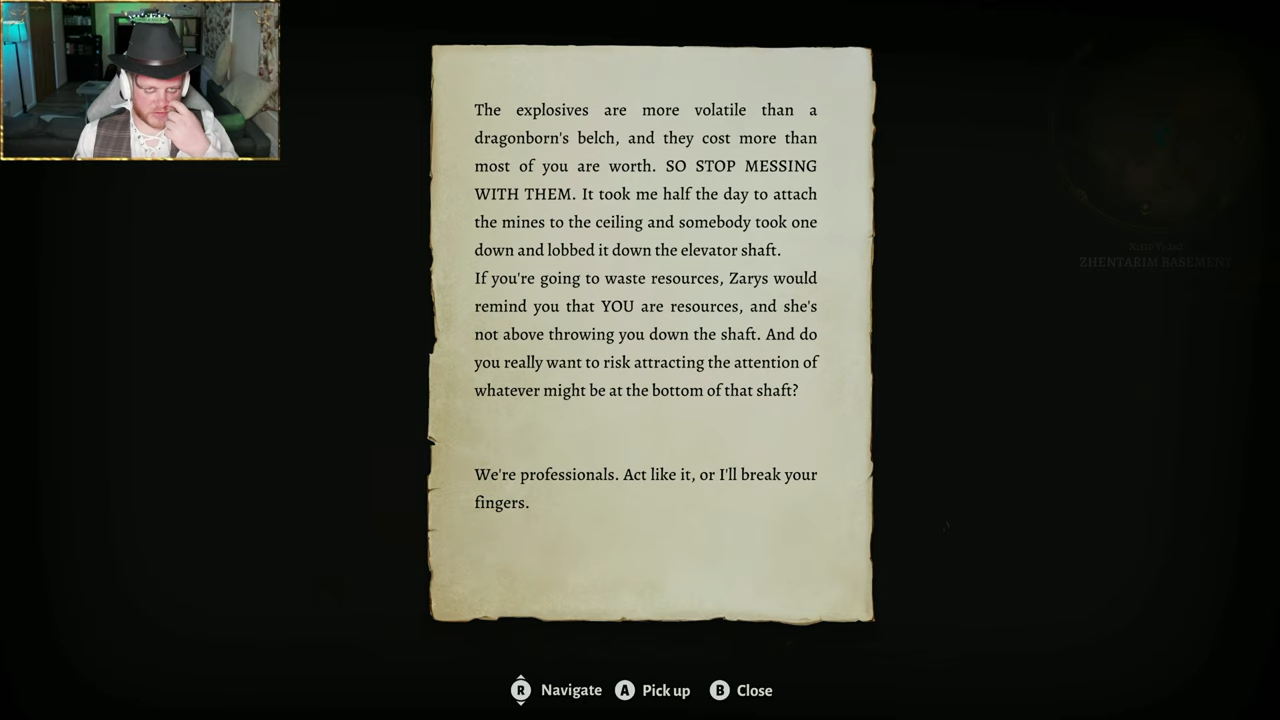 The explosives are more volatile than a
dragonborn's belch, and they cost more than
most of you are worth. SO STOP MESSING
WITH THEM. It took me half the day to attach
the mines to the ceiling and somebody took one
down and lobbed it down the elevator shaft.
If you're going to waste resources, Zarys would
remind you that YOU are resources, and she's
not above throwing you down the shaft. And do
you really want to risk attracting the attention of
whatever might be at the bottom of that shaft?
We're professionals. Act like it, or I'll break your
fingers.
ZHENTARIM BASEMENT
R Navigate A Pick up B Close